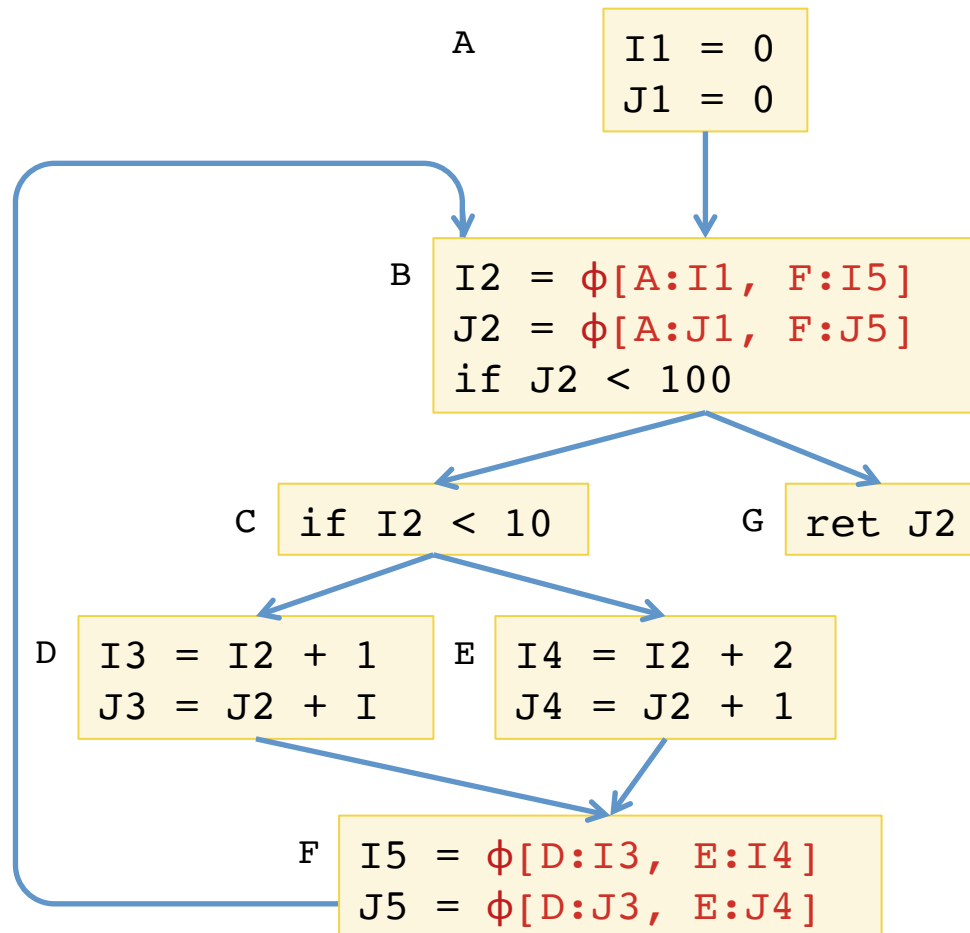 A
I1 = 0
J1 = 0
B
I2 = ϕ[A:I1, F:I5]
J2 = ϕ[A:J1, F:J5]
if J2 < 100
C
if I2 < 10
G
ret J2
D
I3 = I2 + 1
J3 = J2 + I
E
I4 = I2 + 2
J4 = J2 + 1
F
I5 = ϕ[D:I3, E:I4]
J5 = ϕ[D:J3, E:J4]